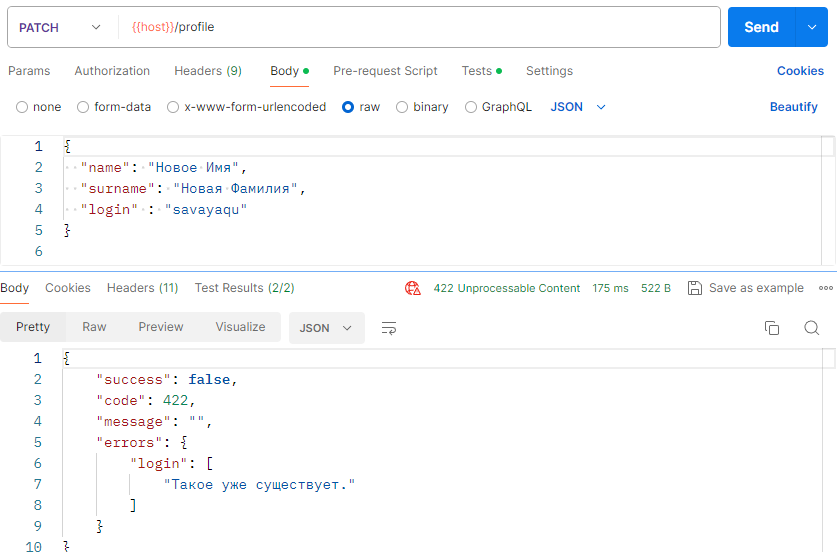 PATCH {{host}}/profile Send
Params Authorization Headers (9) Body Pre-request Script Tests Settings Cookies
none form-data x-www-form-urlencoded raw binary GraphQL JSON Beautify
1 {
2 "name": "Новое Имя",
3 "surname": "Новая Фамилия",
4 "login" : "savayaqu"
5 }
6
Body Cookies Headers (11) Test Results (2/2) 422 Unprocessable Content 175 ms 522 B Save as example
Pretty Raw Preview Visualize JSON
1 {
2 "success": false,
3 "code": 422,
4 "message": "",
5 "errors": {
6 "login": [
7 "Такое уже существует."
8 ]
9 }
10 }